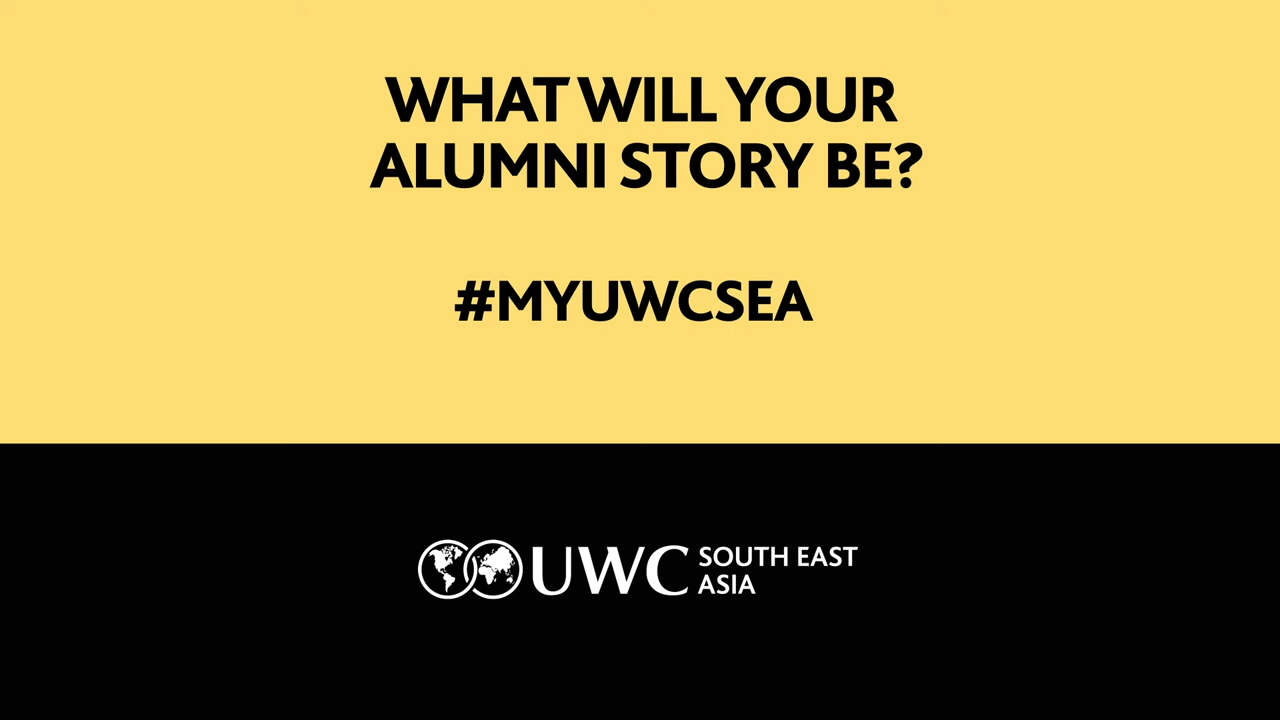 WHAT WILL YOUR
ALUMNI STORY BE?
#MYUWCSEA
UWC SOUTH EAST
ASIA